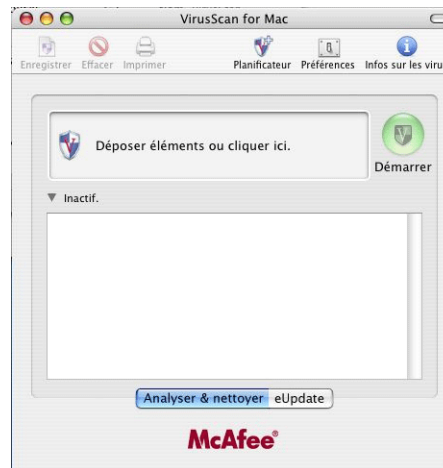 VirusScan for Mac
Enregistrer Effacer Imprimer Planificateur Préférences Infos sur les viru
Déposer éléments ou cliquer ici.
Démarrer
Inactif.
Analyser & nettoyer eUpdate
McAfee®